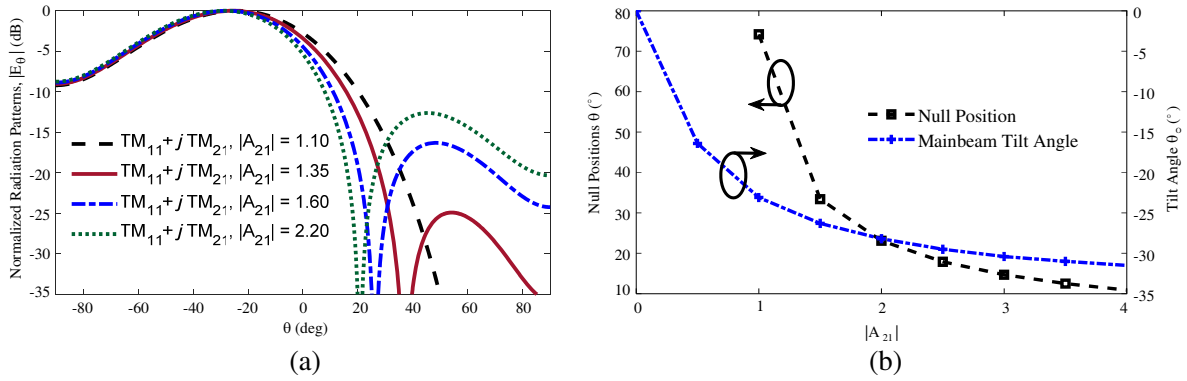 Normalized Radiation Patterns, |E_θ| (dB)
0
-5
-10
-15
-20
-25
-30
-35
TM₁₁+ j TM₂₁, |A₂₁| = 1.10
TM₁₁+ j TM₂₁, |A₂₁| = 1.35
TM₁₁+ j TM₂₁, |A₂₁| = 1.60
TM₁₁+ j TM₂₁, |A₂₁| = 2.20
-80 -60 -40 -20 0 20 40 60 80
θ (deg)
(a)
Null Positions θ (°)
80
70
60
50
40
30
20
10
Null Position
Mainbeam Tilt Angle
0
-5
-10
-15
-20
-25
-30
-35
Tilt Angle θₒ (°)
0 1 2 3 4
|A₂₁|
(b)